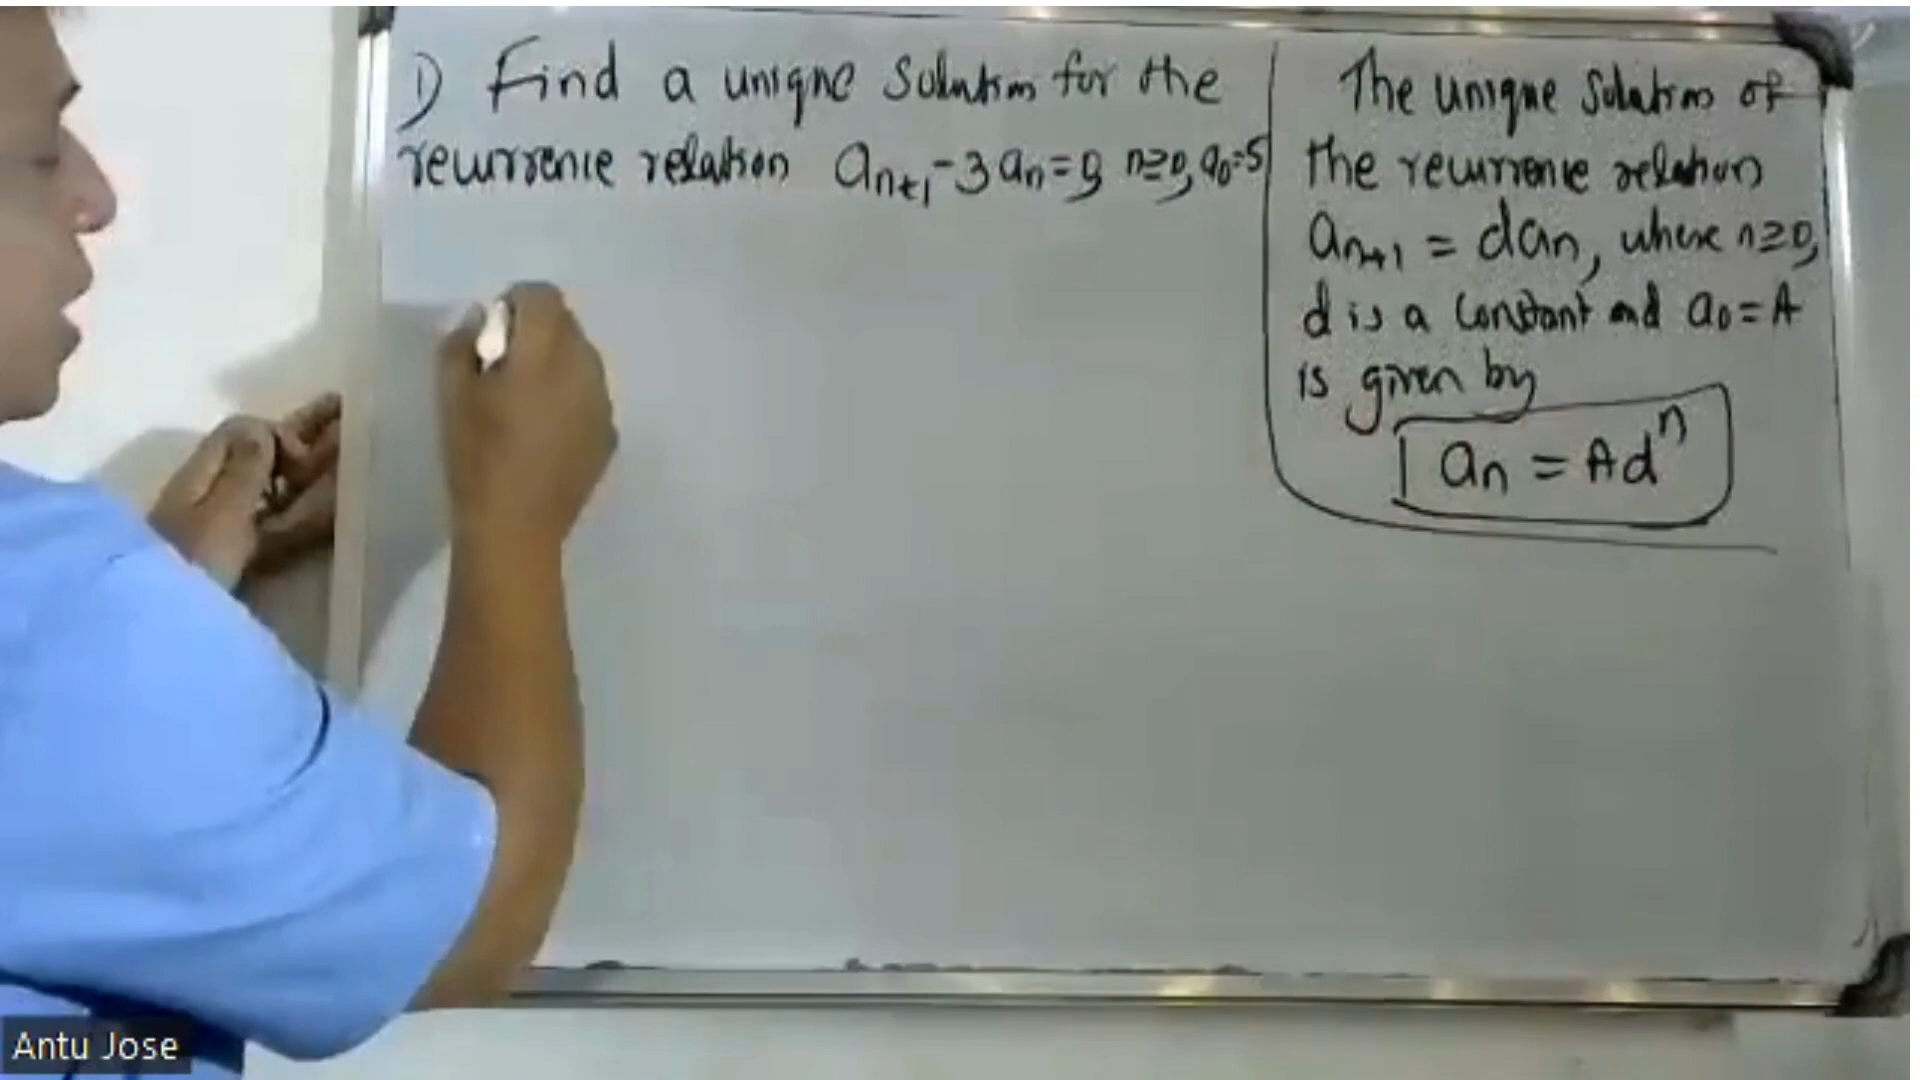 1) Find a unique Solution for the
recurrence relation aₙ₊₁ - 3aₙ = 0 n≥0, a₀=5
The unique Solution of
the recurrence relation
aₙ₊₁ = daₙ, where n≥0,
d is a constant and a₀ = A
is given by
aₙ = Adⁿ
Antu Jose